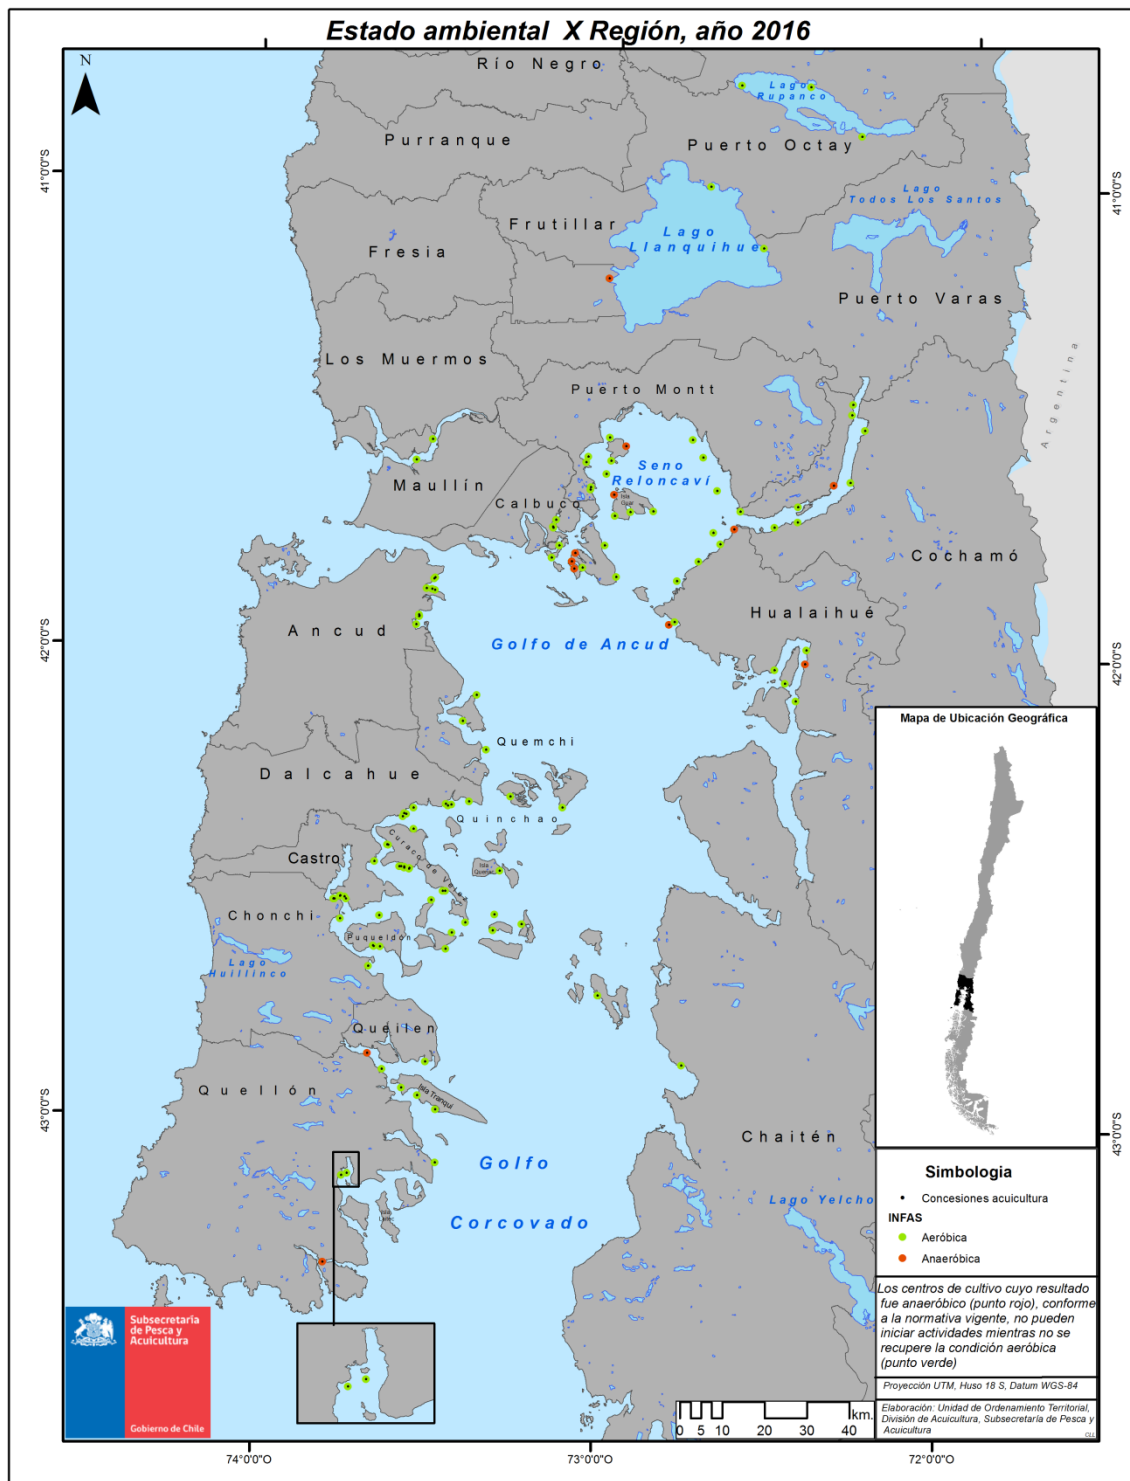 Estado ambiental X Región, año 2016
N
Río Negro
Lago
Rupanco
Purranque
Puerto Octay
41°0'0"S
41°0'0"S
Lago
Todos Los Santos
Frutillar
Lago
Llanquihue
Fresia
Puerto Varas
Los Muermos
Puerto Montt
Argentina
Seno
Reloncaví
Maullín
Isla
Calbuco
Cochamó
Hualaihué
Ancud
Golfo de Ancud
42°0'0"S
42°0'0"S
Mapa de Ubicación Geográfica
Quemchi
Dalcahue
Quinchao
Curaco de Velez
Castro
Isla
Chonchi
Puqueldón
Lago
Huillinco
Queilen
Quellón
Isla Tranqui
43°0'0"S
43°0'0"S
Chaitén
Golfo
Corcovado
Lago Yelcho
Simbologia
Concesiones acuicultura
INFAS
Aeróbica
Anaeróbica
Los centros de cultivo cuyo resultado
fue anaeróbico (punto rojo), conforme
a la normativa vigente, no pueden
iniciar actividades mientras no se
recupere la condición aeróbica
(punto verde)
Proyección UTM, Huso 18 S, Datum WGS-84
Elaboración: Unidad de Ordenamiento Territorial,
División de Acuicultura, Subsecretaría de Pesca y
Acuicultura
CLL
Subsecretaría
de Pesca y
Acuicultura
Gobierno de Chile
km.
0 5 10 20 30 40
74°0'0"O
73°0'0"O
72°0'0"O